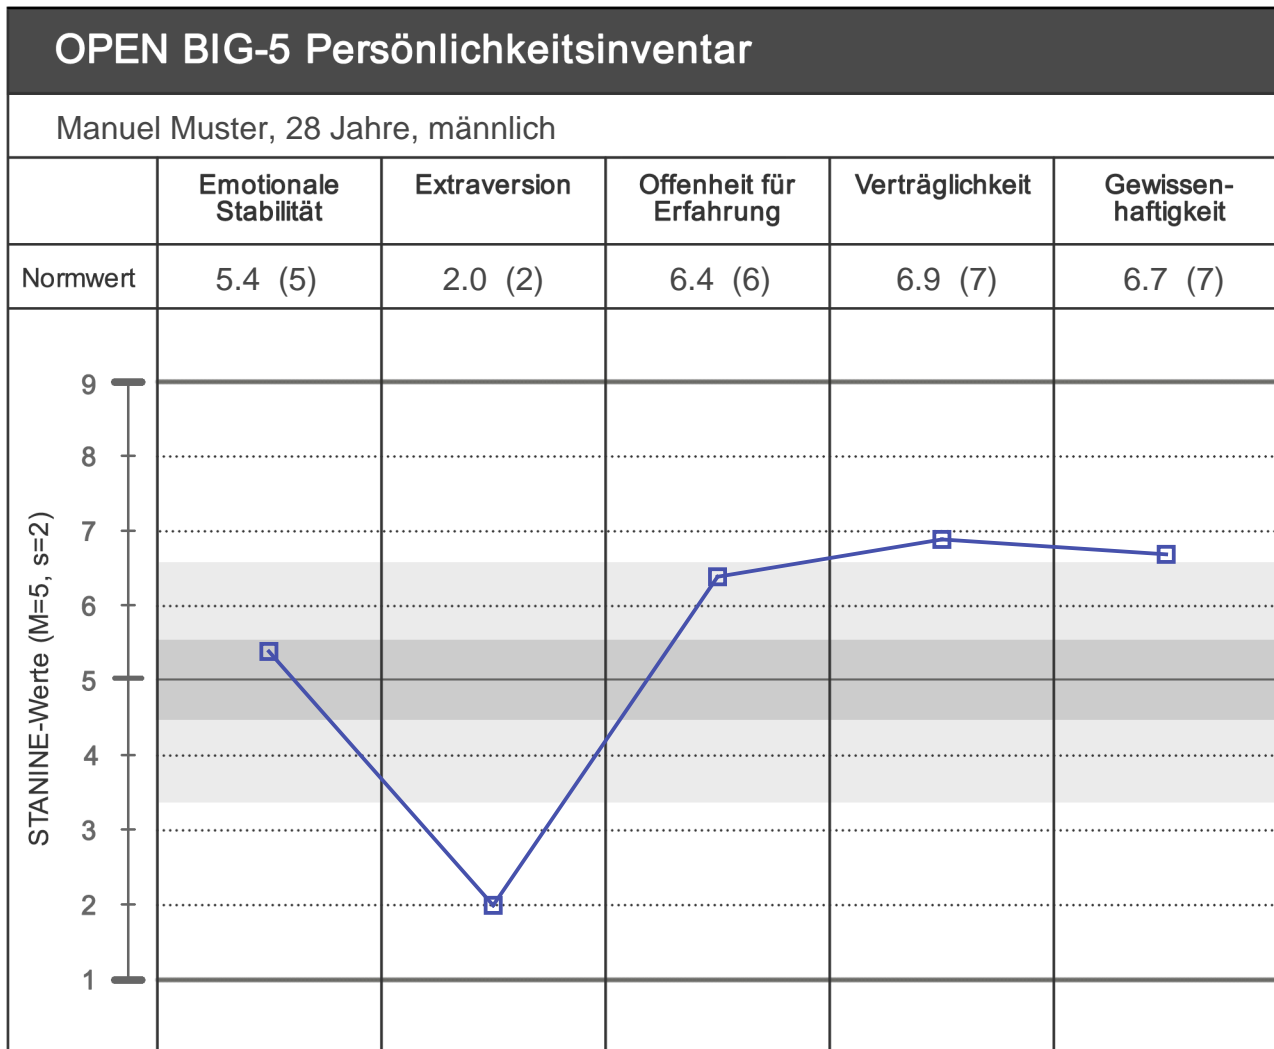 OPEN BIG-5 Persönlichkeitsinventar
Manuel Muster, 28 Jahre, männlich
Emotionale Stabilität
Extraversion
Offenheit für Erfahrung
Verträglichkeit
Gewissen-
haftigkeit
Normwert 5.4 (5) 2.0 (2) 6.4 (6) 6.9 (7) 6.7 (7)
STANINE-Werte (M=5, s=2)
9
8
7
6
5
4
3
2
1